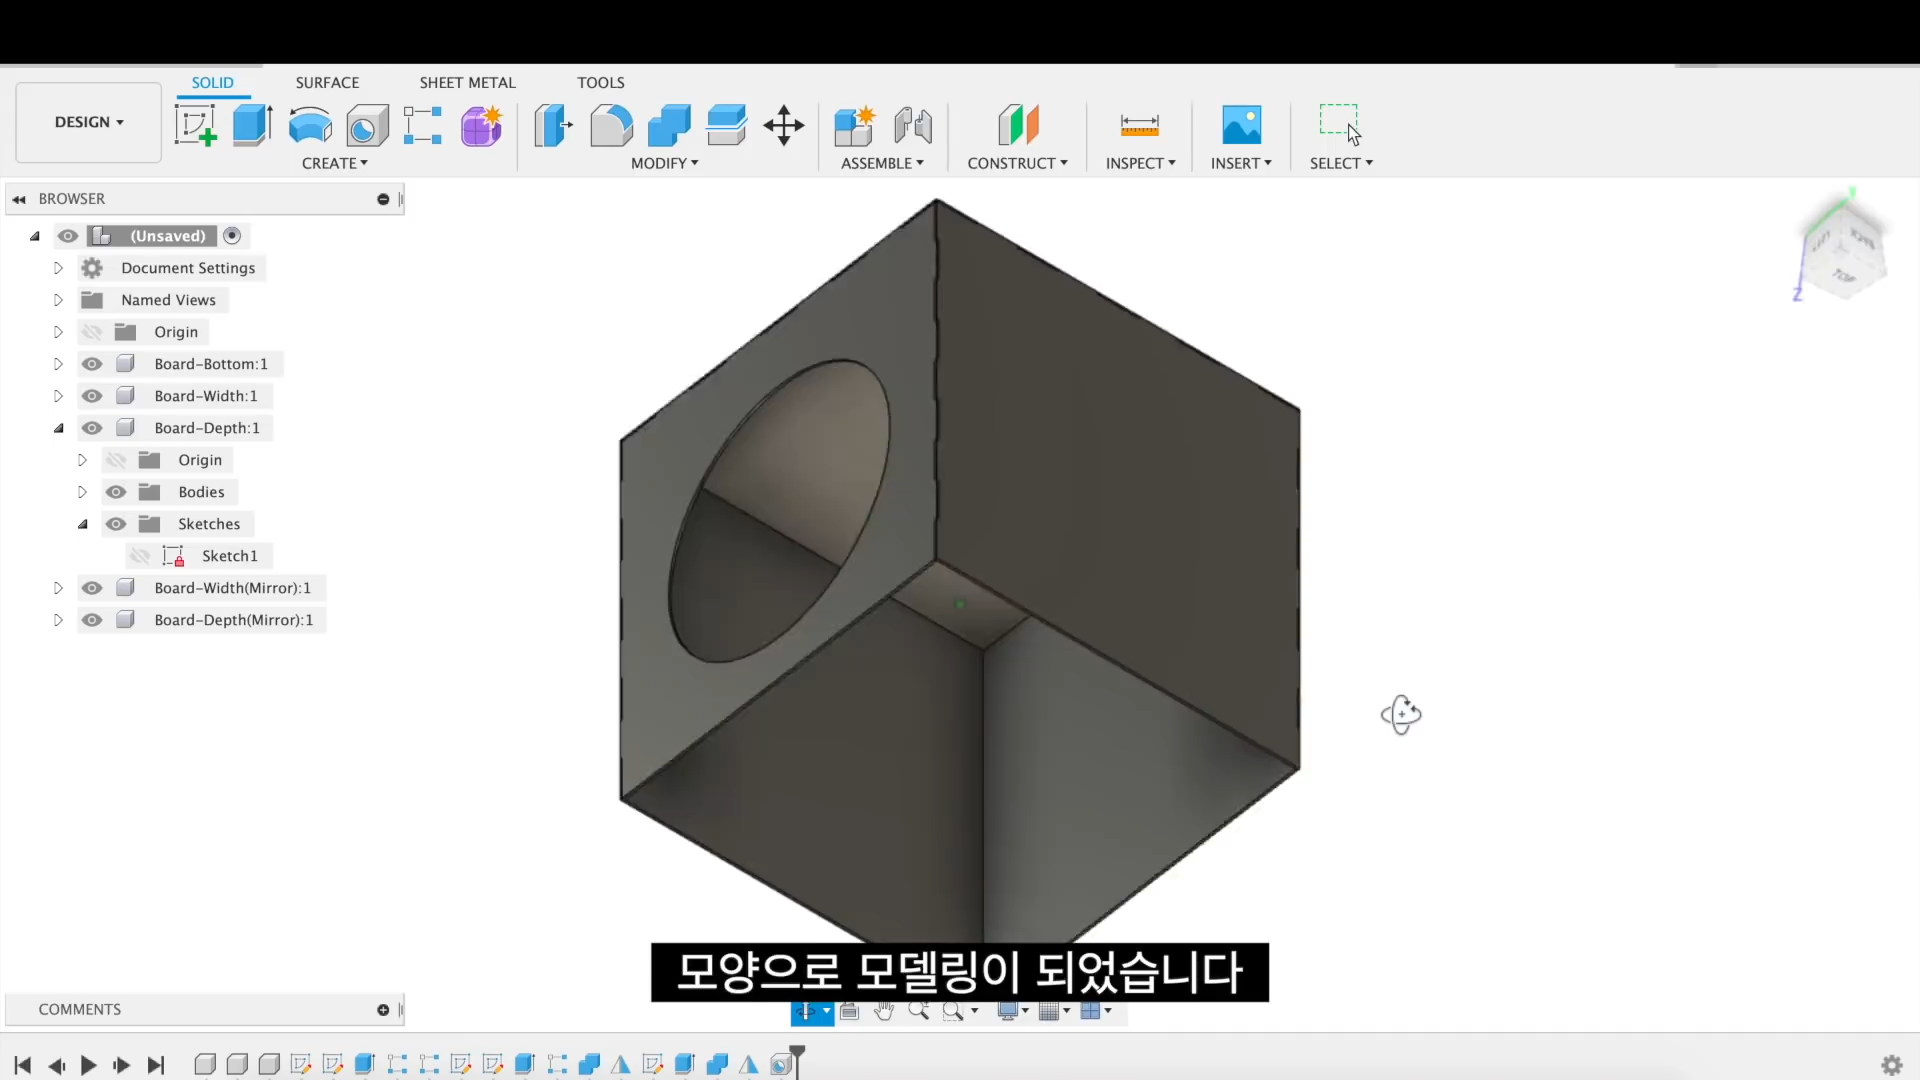 SOLID SURFACE SHEET METAL TOOLS
DESIGN
CREATE MODIFY ASSEMBLE CONSTRUCT INSPECT INSERT SELECT
BROWSER
(Unsaved)
Document Settings
Named Views
Origin
Board-Bottom:1
Board-Width:1
Board-Depth:1
Origin
Bodies
Sketches
Sketch1
Board-Width(Mirror):1
Board-Depth(Mirror):1
Y
TOP
Z
모양으로 모델링이 되었습니다
COMMENTS